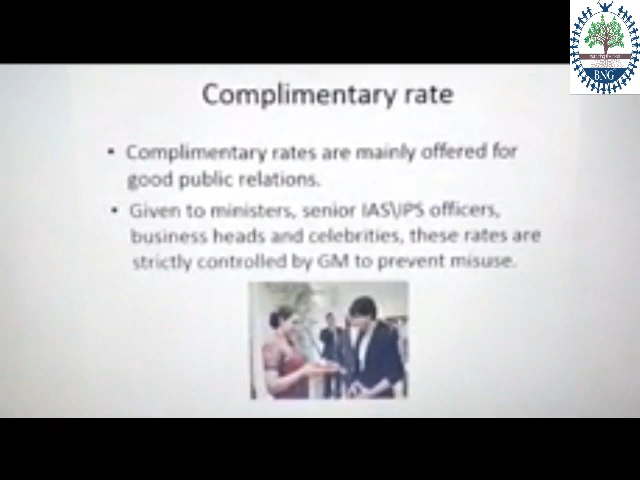 Complimentary rate
• Complimentary rates are mainly offered for
good public relations.
• Given to ministers, senior IAS\IPS officers,
business heads and celebrities, these rates are
strictly controlled by GM to prevent misuse.
BNG